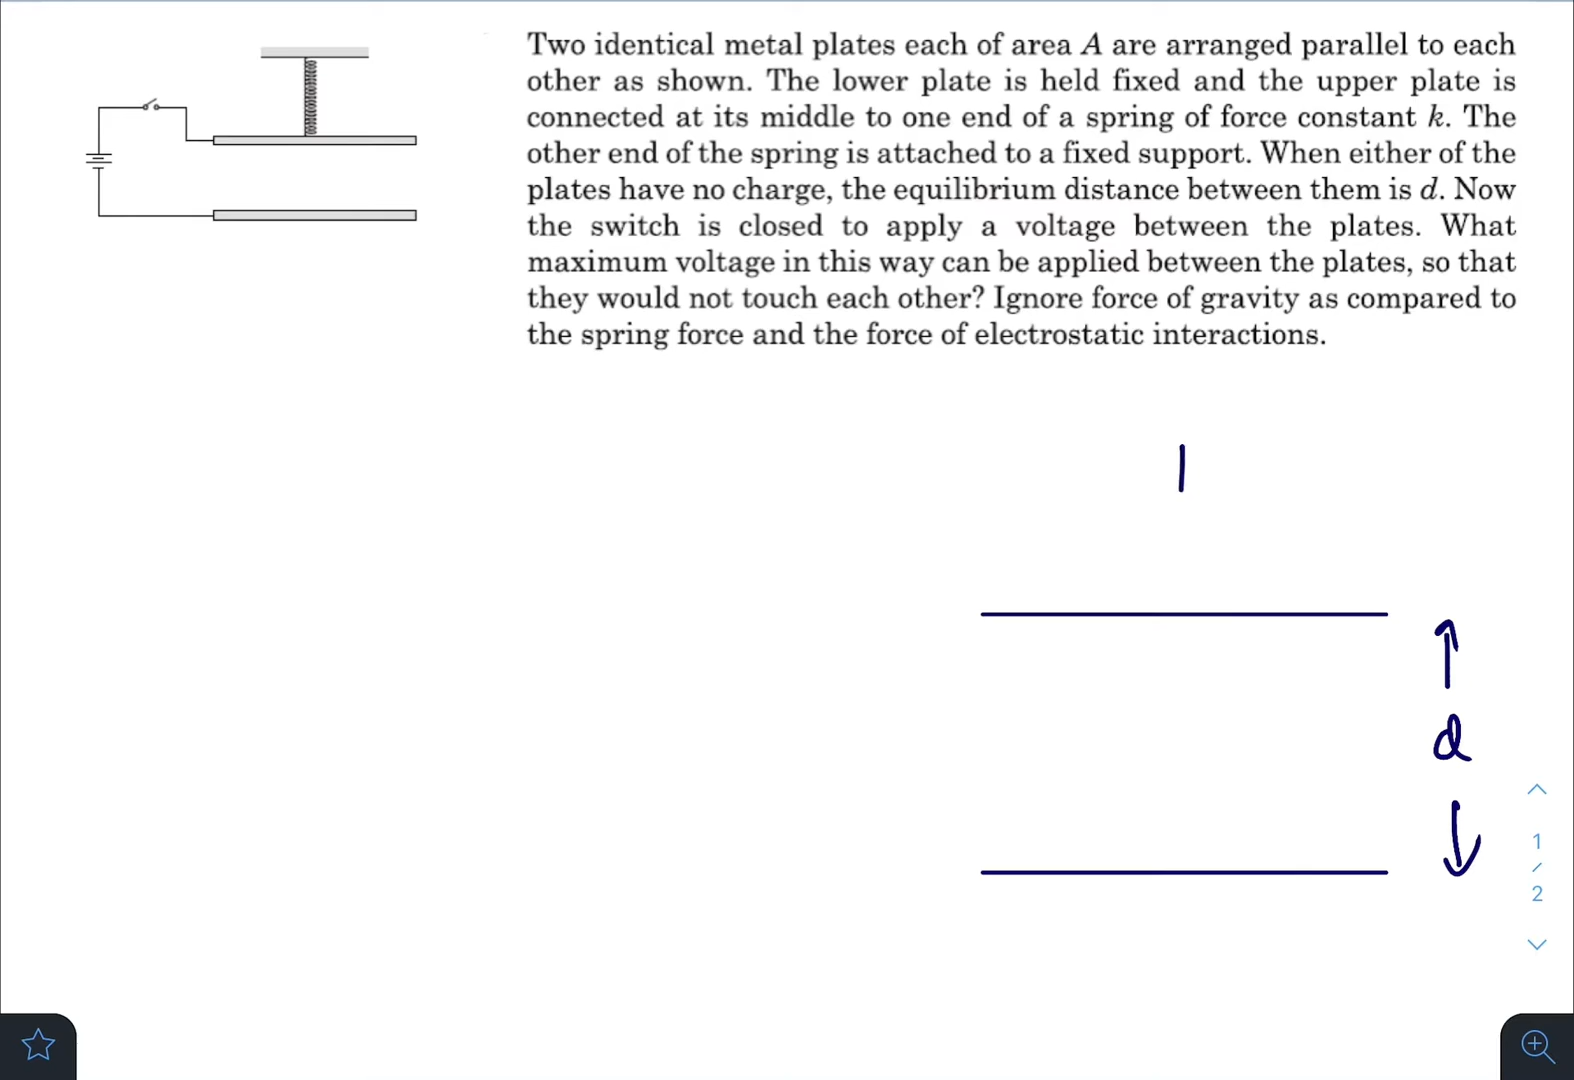 Two identical metal plates each of area A are arranged parallel to each
other as shown. The lower plate is held fixed and the upper plate is
connected at its middle to one end of a spring of force constant k. The
other end of the spring is attached to a fixed support. When either of the
plates have no charge, the equilibrium distance between them is d. Now
the switch is closed to apply a voltage between the plates. What
maximum voltage in this way can be applied between the plates, so that
they would not touch each other? Ignore force of gravity as compared to
the spring force and the force of electrostatic interactions.
d
1
/
2